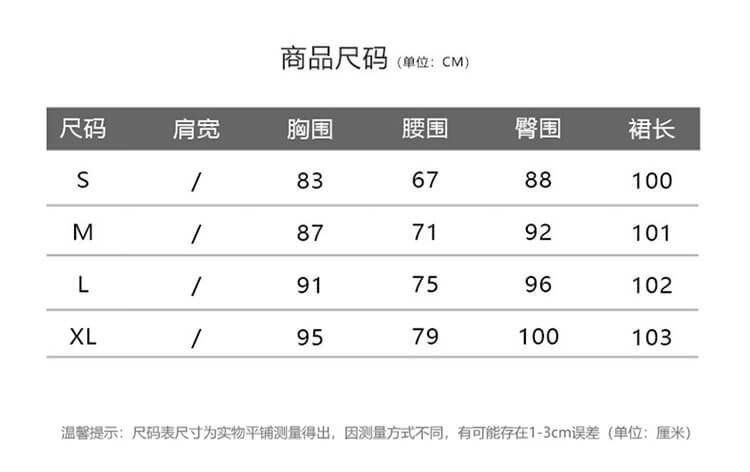 商品尺码（单位：CM）
尺码 肩宽 胸围 腰围 臀围 裙长
S / 83 67 88 100
M / 87 71 92 101
L / 91 75 96 102
XL / 95 79 100 103
温馨提示：尺码表尺寸为实物平铺测量得出，因测量方式不同，有可能存在1-3cm误差（单位：厘米）